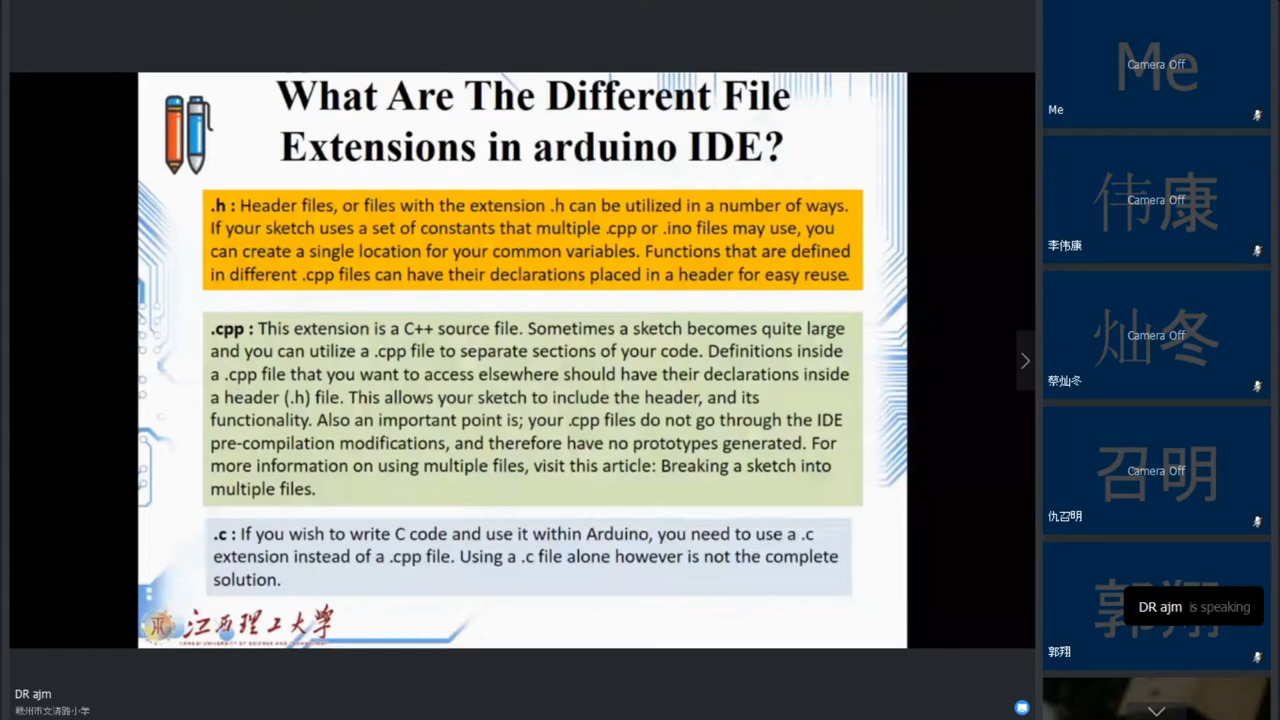 What Are The Different File
Extensions in arduino IDE?
.h : Header files, or files with the extension .h can be utilized in a number of ways.
If your sketch uses a set of constants that multiple .cpp or .ino files may use, you
can create a single location for your common variables. Functions that are defined
in different .cpp files can have their declarations placed in a header for easy reuse.
.cpp : This extension is a C++ source file. Sometimes a sketch becomes quite large
and you can utilize a .cpp file to separate sections of your code. Definitions inside
a .cpp file that you want to access elsewhere should have their declarations inside
a header (.h) file. This allows your sketch to include the header, and its
functionality. Also an important point is; your .cpp files do not go through the IDE
pre-compilation modifications, and therefore have no prototypes generated. For
more information on using multiple files, visit this article: Breaking a sketch into
multiple files.
.c : If you wish to write C code and use it within Arduino, you need to use a .c
extension instead of a .cpp file. Using a .c file alone however is not the complete
solution.
江西理工大学
DR ajm
赣州市文清路小学
Me
Camera Off
Me
伟康
Camera Off
李伟康
灿冬
Camera Off
蔡灿冬
召明
Camera Off
仇召明
郭翔
DR ajm is speaking
郭翔